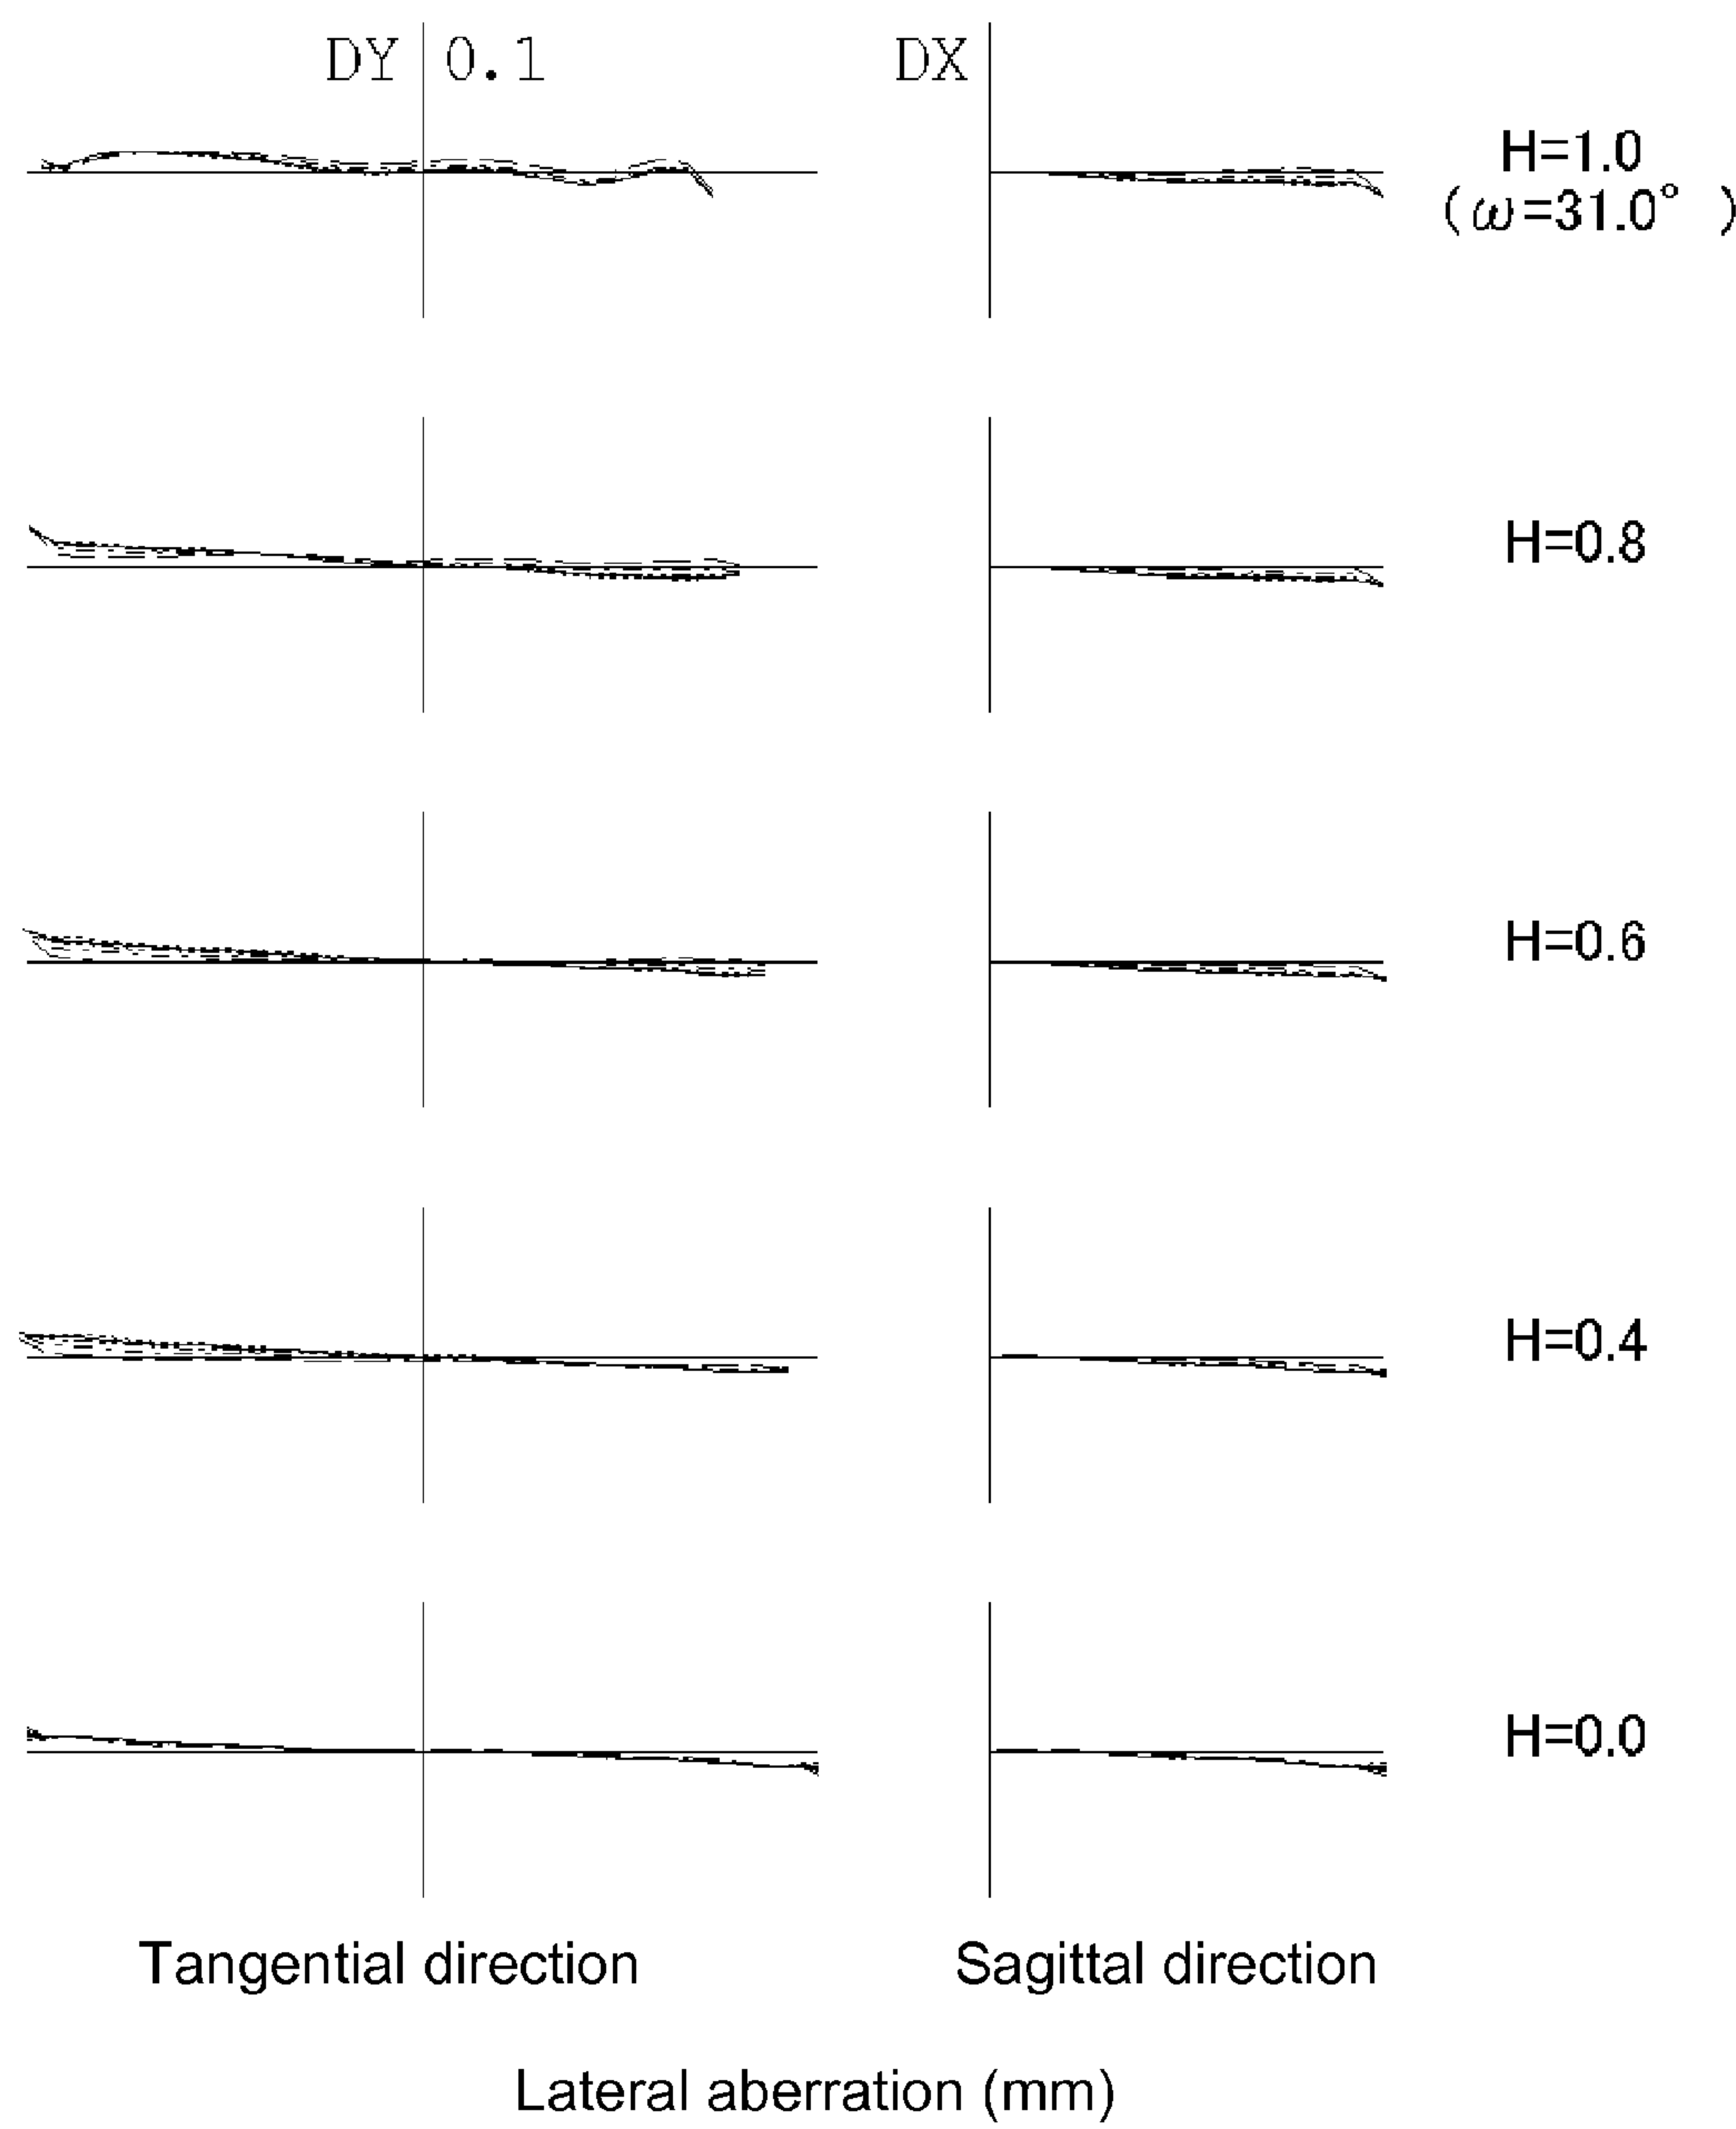 DY 0.1 DX
H=1.0
(ω=31.0° )
H=0.8
H=0.6
H=0.4
H=0.0
Tangential direction Sagittal direction
Lateral aberration (mm)